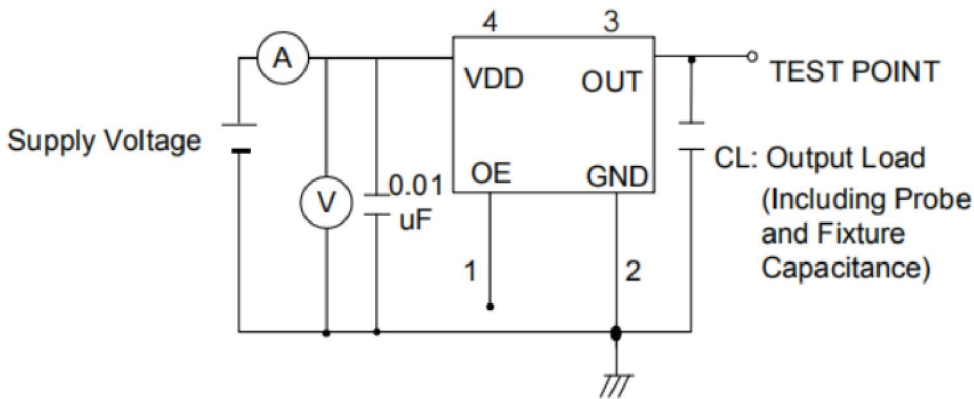 4
3
A
VDD
OUT
TEST POINT
Supply Voltage
V
0.01
uF
OE
GND
CL: Output Load
(Including Probe
and Fixture
Capacitance)
1
2